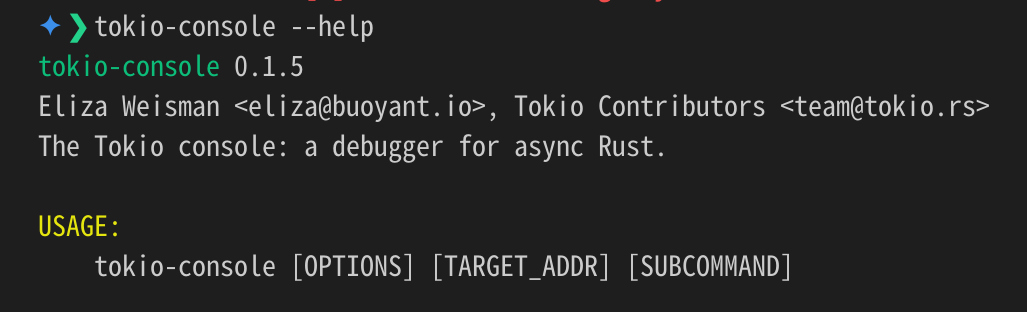 ✦ ❯ tokio-console --help
tokio-console 0.1.5
Eliza Weisman <eliza@buoyant.io>, Tokio Contributors <team@tokio.rs>
The Tokio console: a debugger for async Rust.
USAGE:
tokio-console [OPTIONS] [TARGET_ADDR] [SUBCOMMAND]